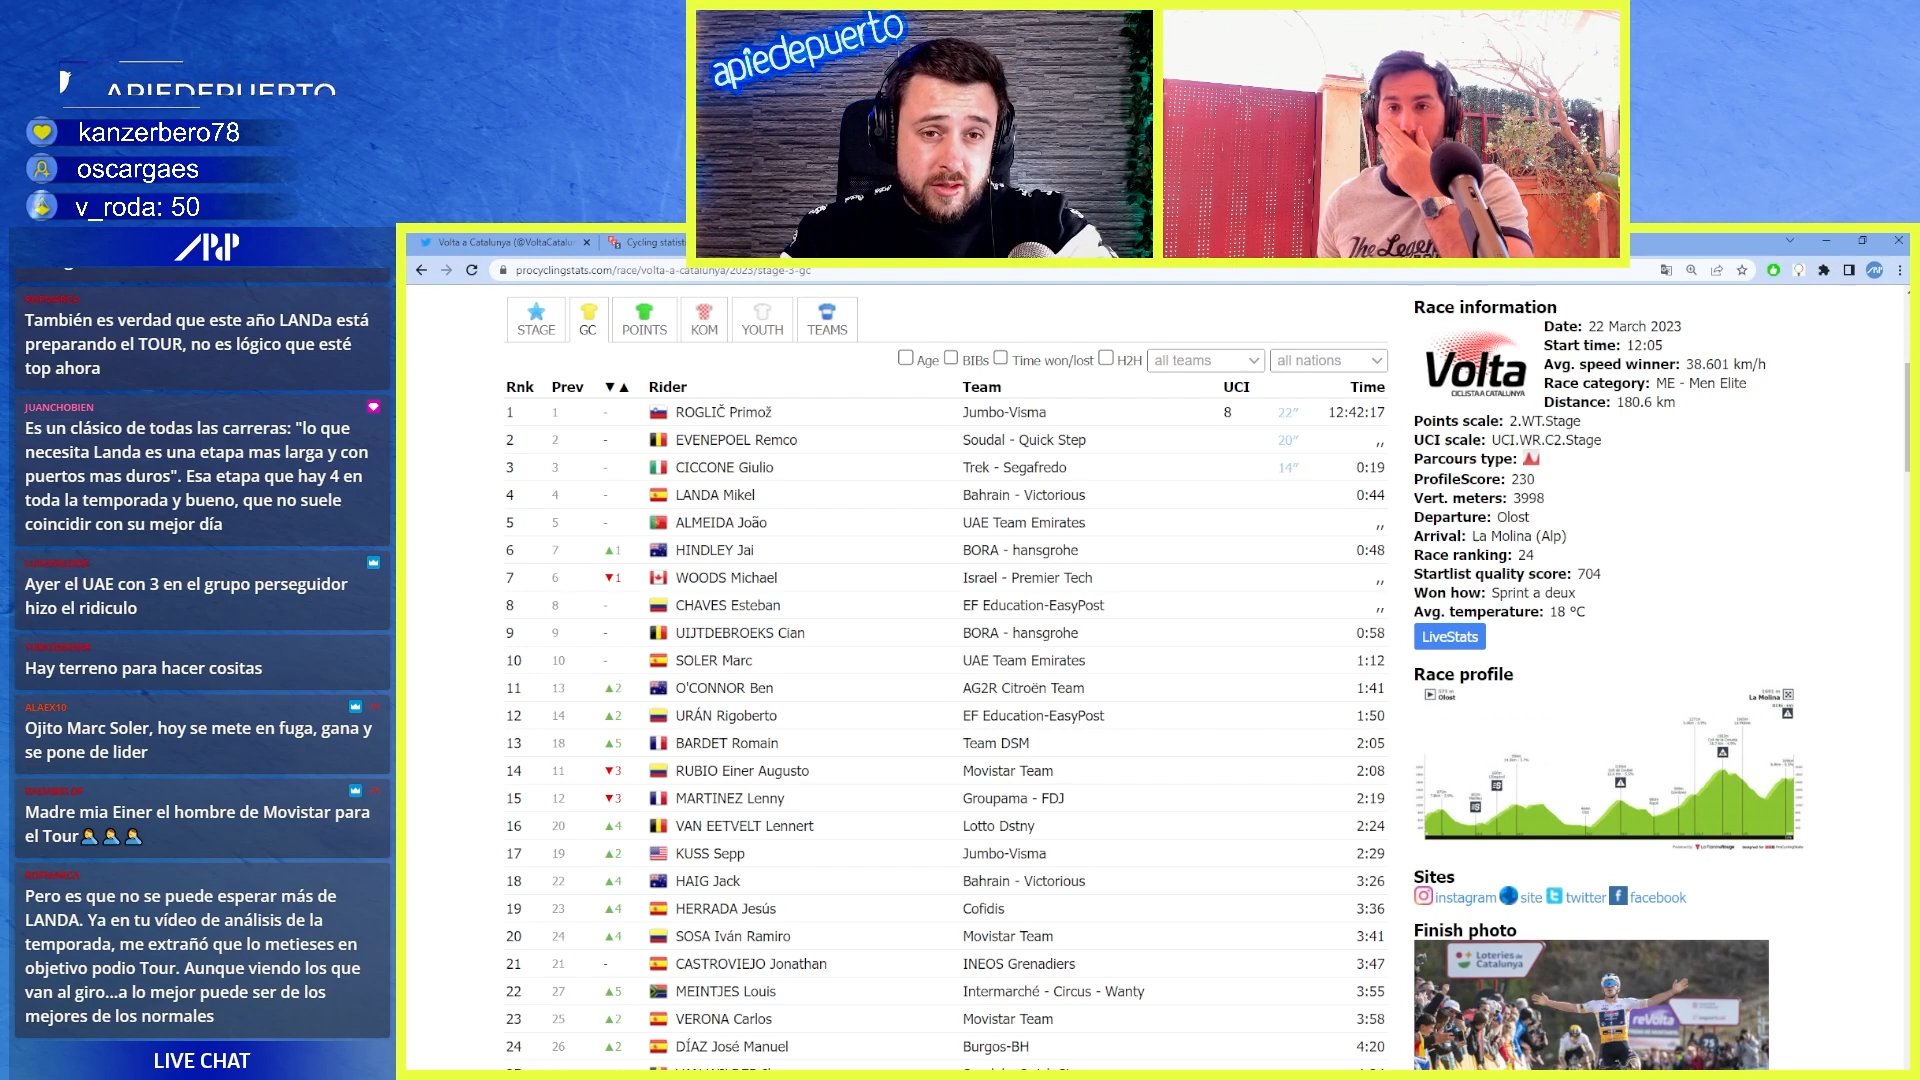 APIEDEPUERTO
kanzerbero78
oscargaes
v_roda: 50
También es verdad que este año LANDa está
preparando el TOUR, no es lógico que esté
top ahora
JUANCHOBIEN
Es un clásico de todas las carreras: "lo que
necesita Landa es una etapa mas larga y con
puertos mas duros". Esa etapa que hay 4 en
toda la temporada y bueno, que no suele
coincidir con su mejor día
Ayer el UAE con 3 en el grupo perseguidor
hizo el ridiculo
Hay terreno para hacer cositas
ALAEX10
Ojito Marc Soler, hoy se mete en fuga, gana y
se pone de lider
Madre mia Einer el hombre de Movistar para
el Tour
Pero es que no se puede esperar más de
LANDA. Ya en tu vídeo de análisis de la
temporada, me extrañó que lo metieses en
objetivo podio Tour. Aunque viendo los que
van al giro...a lo mejor puede ser de los
mejores de los normales
LIVE CHAT
apiedepuerto
The Legen
Volta a Catalunya (@VoltaCatalu
Cycling statisti
procyclingstats.com/race/volta-a-catalunya/2023/stage-3-gc
STAGE GC POINTS KOM YOUTH TEAMS
Age BIBs Time won/lost H2H all teams all nations
Rnk Prev ▼▲ Rider Team UCI Time
1 1 - ROGLIČ Primož Jumbo-Visma 8 22″ 12:42:17
2 2 - EVENEPOEL Remco Soudal - Quick Step 20″ ,,
3 3 - CICCONE Giulio Trek - Segafredo 14″ 0:19
4 4 - LANDA Mikel Bahrain - Victorious 0:44
5 5 - ALMEIDA João UAE Team Emirates ,,
6 7 ▲1 HINDLEY Jai BORA - hansgrohe 0:48
7 6 ▼1 WOODS Michael Israel - Premier Tech ,,
8 8 - CHAVES Esteban EF Education-EasyPost ,,
9 9 - UIJTDEBROEKS Cian BORA - hansgrohe 0:58
10 10 - SOLER Marc UAE Team Emirates 1:12
11 13 ▲2 O'CONNOR Ben AG2R Citroën Team 1:41
12 14 ▲2 URÁN Rigoberto EF Education-EasyPost 1:50
13 18 ▲5 BARDET Romain Team DSM 2:05
14 11 ▼3 RUBIO Einer Augusto Movistar Team 2:08
15 12 ▼3 MARTINEZ Lenny Groupama - FDJ 2:19
16 20 ▲4 VAN EETVELT Lennert Lotto Dstny 2:24
17 19 ▲2 KUSS Sepp Jumbo-Visma 2:29
18 22 ▲4 HAIG Jack Bahrain - Victorious 3:26
19 23 ▲4 HERRADA Jesús Cofidis 3:36
20 24 ▲4 SOSA Iván Ramiro Movistar Team 3:41
21 21 - CASTROVIEJO Jonathan INEOS Grenadiers 3:47
22 27 ▲5 MEINTJES Louis Intermarché - Circus - Wanty 3:55
23 25 ▲2 VERONA Carlos Movistar Team 3:58
24 26 ▲2 DÍAZ José Manuel Burgos-BH 4:20
Race information
Volta
CICLISTA A CATALUNYA
Date: 22 March 2023
Start time: 12:05
Avg. speed winner: 38.601 km/h
Race category: ME - Men Elite
Distance: 180.6 km
Points scale: 2.WT.Stage
UCI scale: UCI.WR.C2.Stage
Parcours type:
ProfileScore: 230
Vert. meters: 3998
Departure: Olost
Arrival: La Molina (Alp)
Race ranking: 24
Startlist quality score: 704
Won how: Sprint a deux
Avg. temperature: 18 °C
LiveStats
Race profile
Olost
La Molina
Sites
instagram site twitter facebook
Finish photo
Loteries de
Catalunya
reVolta